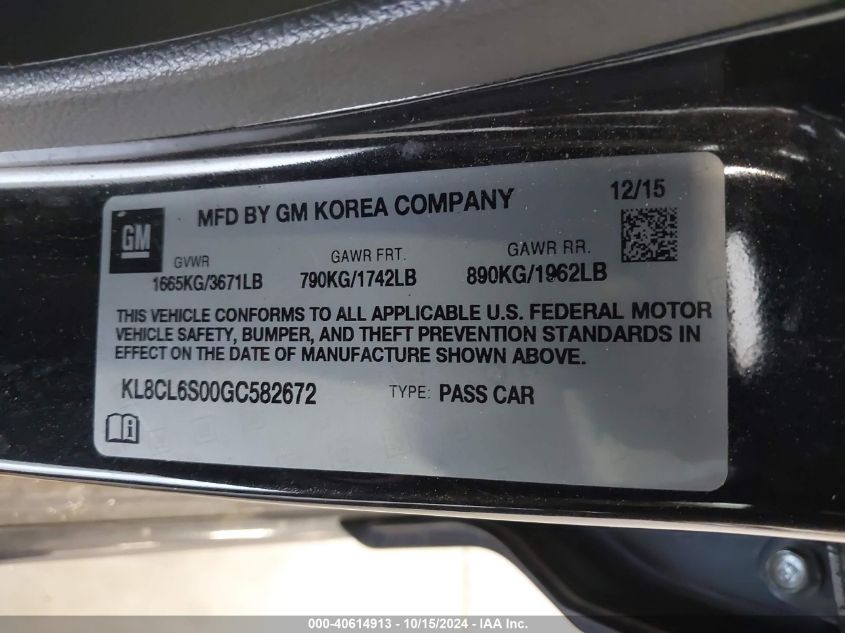 GM
MFD BY GM KOREA COMPANY 12/15
GVWR GAWR FRT. GAWR RR.
1665KG/3671LB 790KG/1742LB 890KG/1962LB
THIS VEHICLE CONFORMS TO ALL APPLICABLE U.S. FEDERAL MOTOR
VEHICLE SAFETY, BUMPER, AND THEFT PREVENTION STANDARDS IN
EFFECT ON THE DATE OF MANUFACTURE SHOWN ABOVE.
KL8CL6S00GC582672 TYPE: PASS CAR
000-40614913 - 10/15/2024 - IAA Inc.